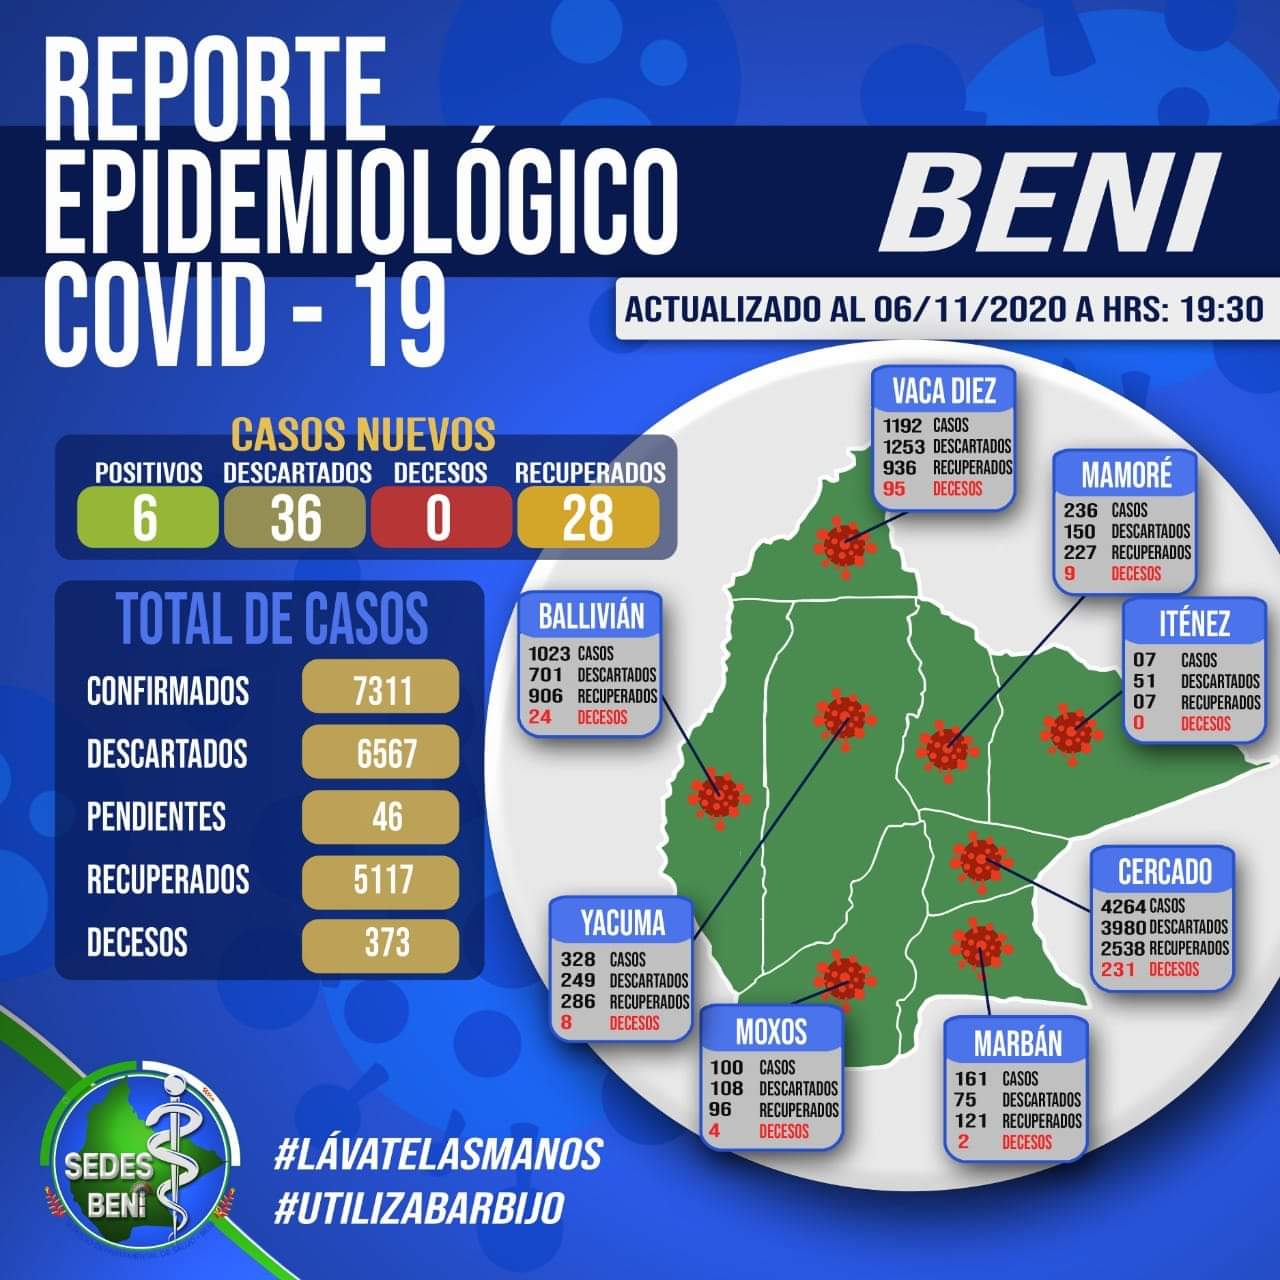 REPORTE
EPIDEMIOLÓGICO
COVID - 19
BENI
ACTUALIZADO AL 06/11/2020 A HRS: 19:30
CASOS NUEVOS
POSITIVOS DESCARTADOS DECESOS RECUPERADOS
6 36 0 28
TOTAL DE CASOS
CONFIRMADOS 7311
DESCARTADOS 6567
PENDIENTES 46
RECUPERADOS 5117
DECESOS 373
VACA DIEZ
1192 CASOS
1253 DESCARTADOS
936 RECUPERADOS
95 DECESOS
MAMORÉ
236 CASOS
150 DESCARTADOS
227 RECUPERADOS
9 DECESOS
BALLIVIÁN
1023 CASOS
701 DESCARTADOS
906 RECUPERADOS
24 DECESOS
ITÉNEZ
07 CASOS
51 DESCARTADOS
07 RECUPERADOS
0 DECESOS
CERCADO
4264 CASOS
3980 DESCARTADOS
2538 RECUPERADOS
231 DECESOS
YACUMA
328 CASOS
249 DESCARTADOS
286 RECUPERADOS
8 DECESOS
MOXOS
100 CASOS
108 DESCARTADOS
96 RECUPERADOS
4 DECESOS
MARBÁN
161 CASOS
75 DESCARTADOS
121 RECUPERADOS
2 DECESOS
SEDES
BENI
#LÁVATELASMANOS
#UTILIZABARBIJO